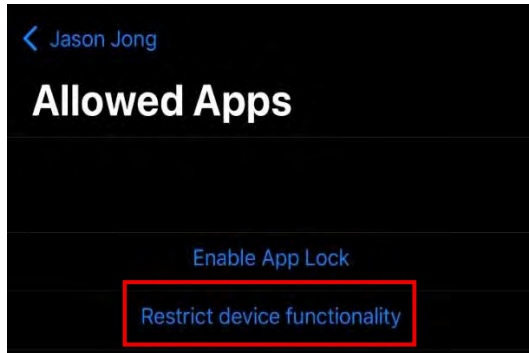 Jason Jong
Allowed Apps
Enable App Lock
Restrict device functionality